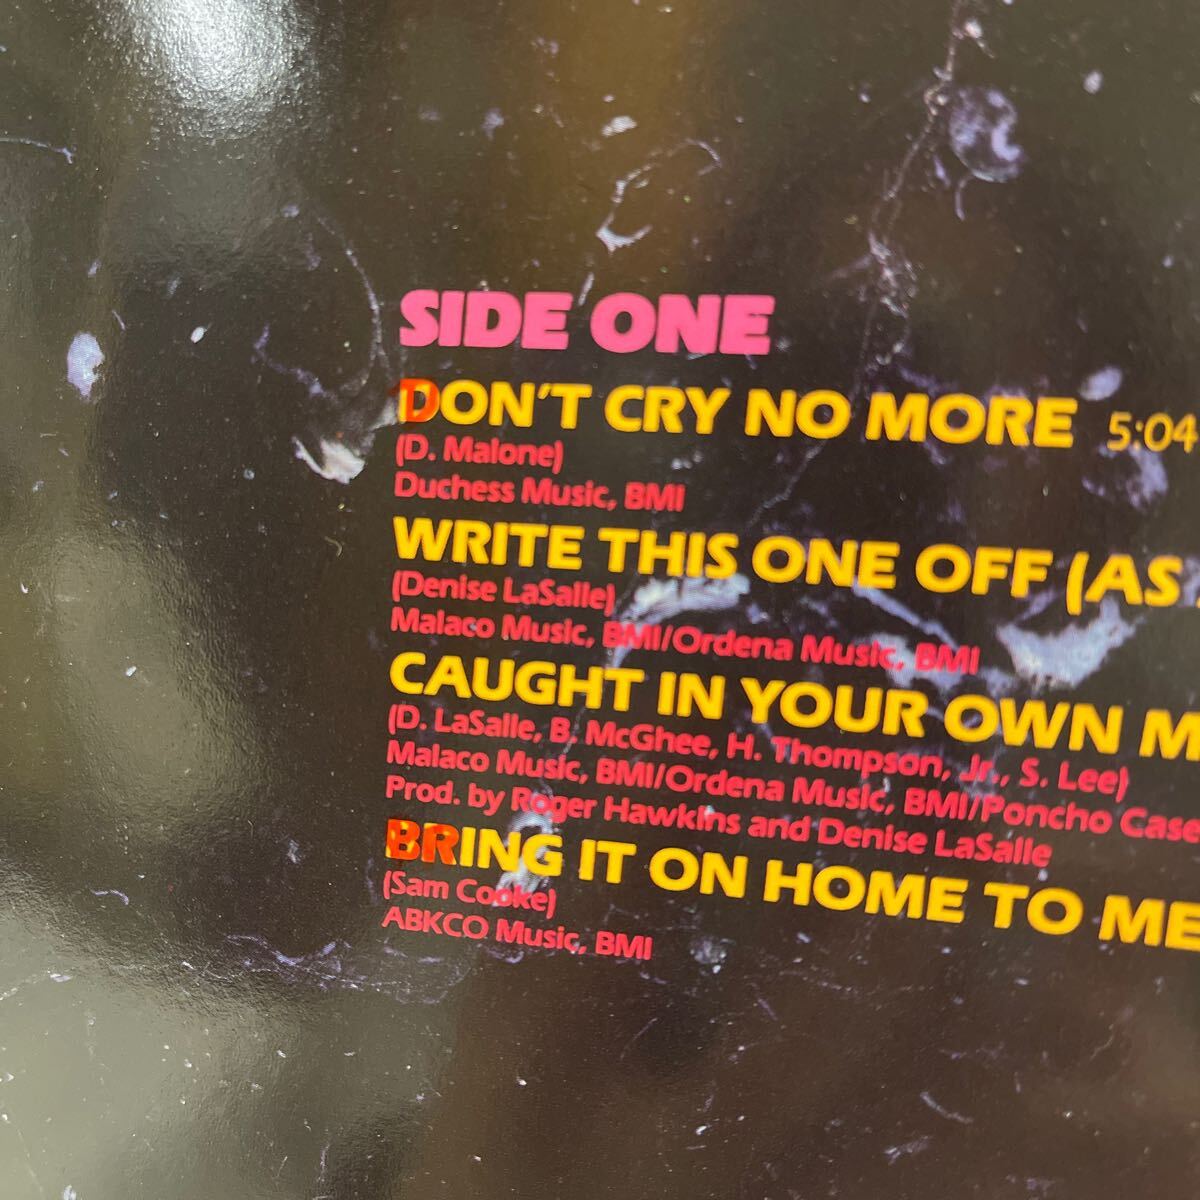 SIDE ONE
DON'T CRY NO MORE 5:04
(D. Malone)
Duchess Music, BMI
WRITE THIS ONE OFF (AS
(Denise LaSalle)
Malaco Music, BMI/Ordena Music, BMI
CAUGHT IN YOUR OWN M
(D. LaSalle, B. McGhee, H. Thompson, Jr., S. Lee)
Malaco Music, BMI/Ordena Music, BMI/Poncho Case
Prod. by Roger Hawkins and Denise LaSalle
BRING IT ON HOME TO ME
(Sam Cooke)
ABKCO Music, BMI